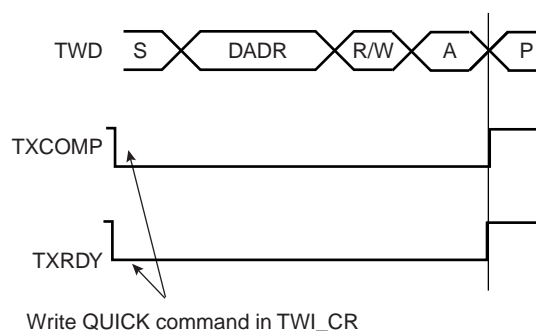 TWD S DADR R/W A P
TXCOMP
TXRDY
Write QUICK command in TWI_CR